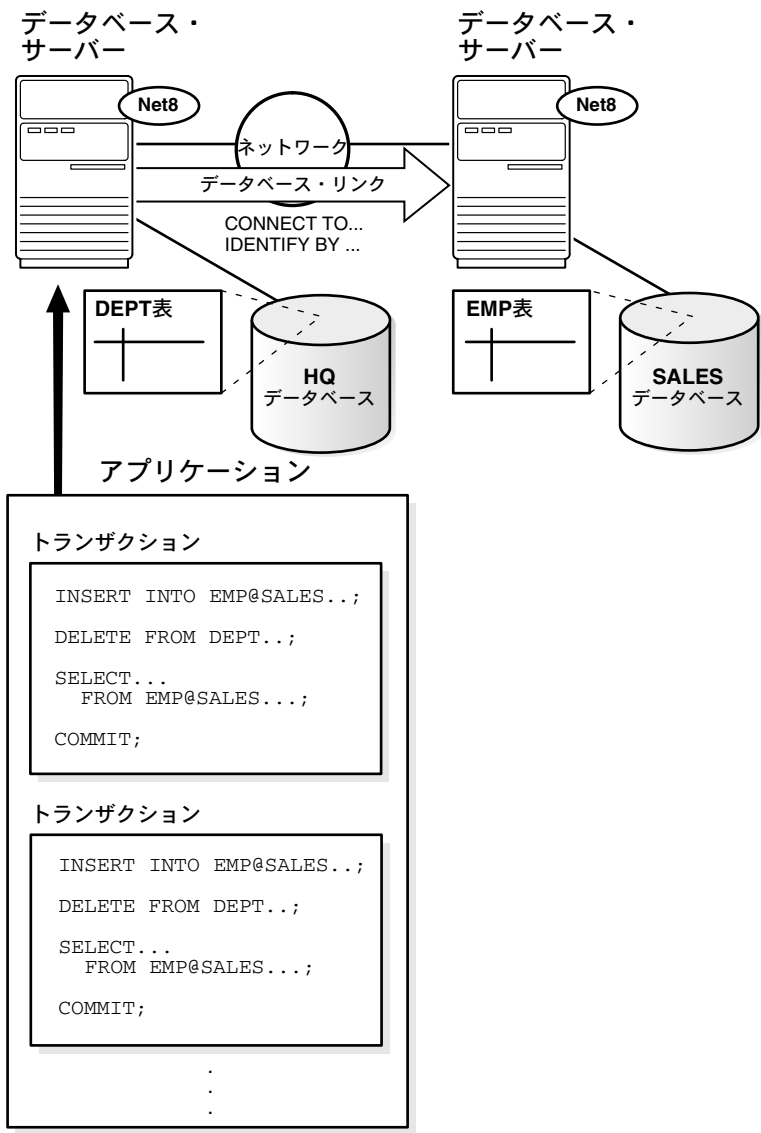 データベース・
サーバー
データベース・
サーバー
Net8
Net8
ネットワーク
データベース・リンク
CONNECT TO...
IDENTIFY BY ...
DEPT表
HQ
データベース
EMP表
SALES
データベース
アプリケーション
トランザクション
INSERT INTO EMP@SALES..;
DELETE FROM DEPT..;
SELECT...
FROM EMP@SALES...;
COMMIT;
トランザクション
INSERT INTO EMP@SALES..;
DELETE FROM DEPT..;
SELECT...
FROM EMP@SALES...;
COMMIT;
.
.
.